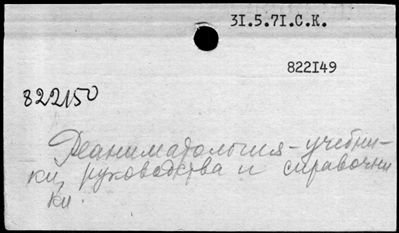 31.5.71.С.К.
822149
822150
Реаниматология - учебни-
ки, руководства и справочни
ки.